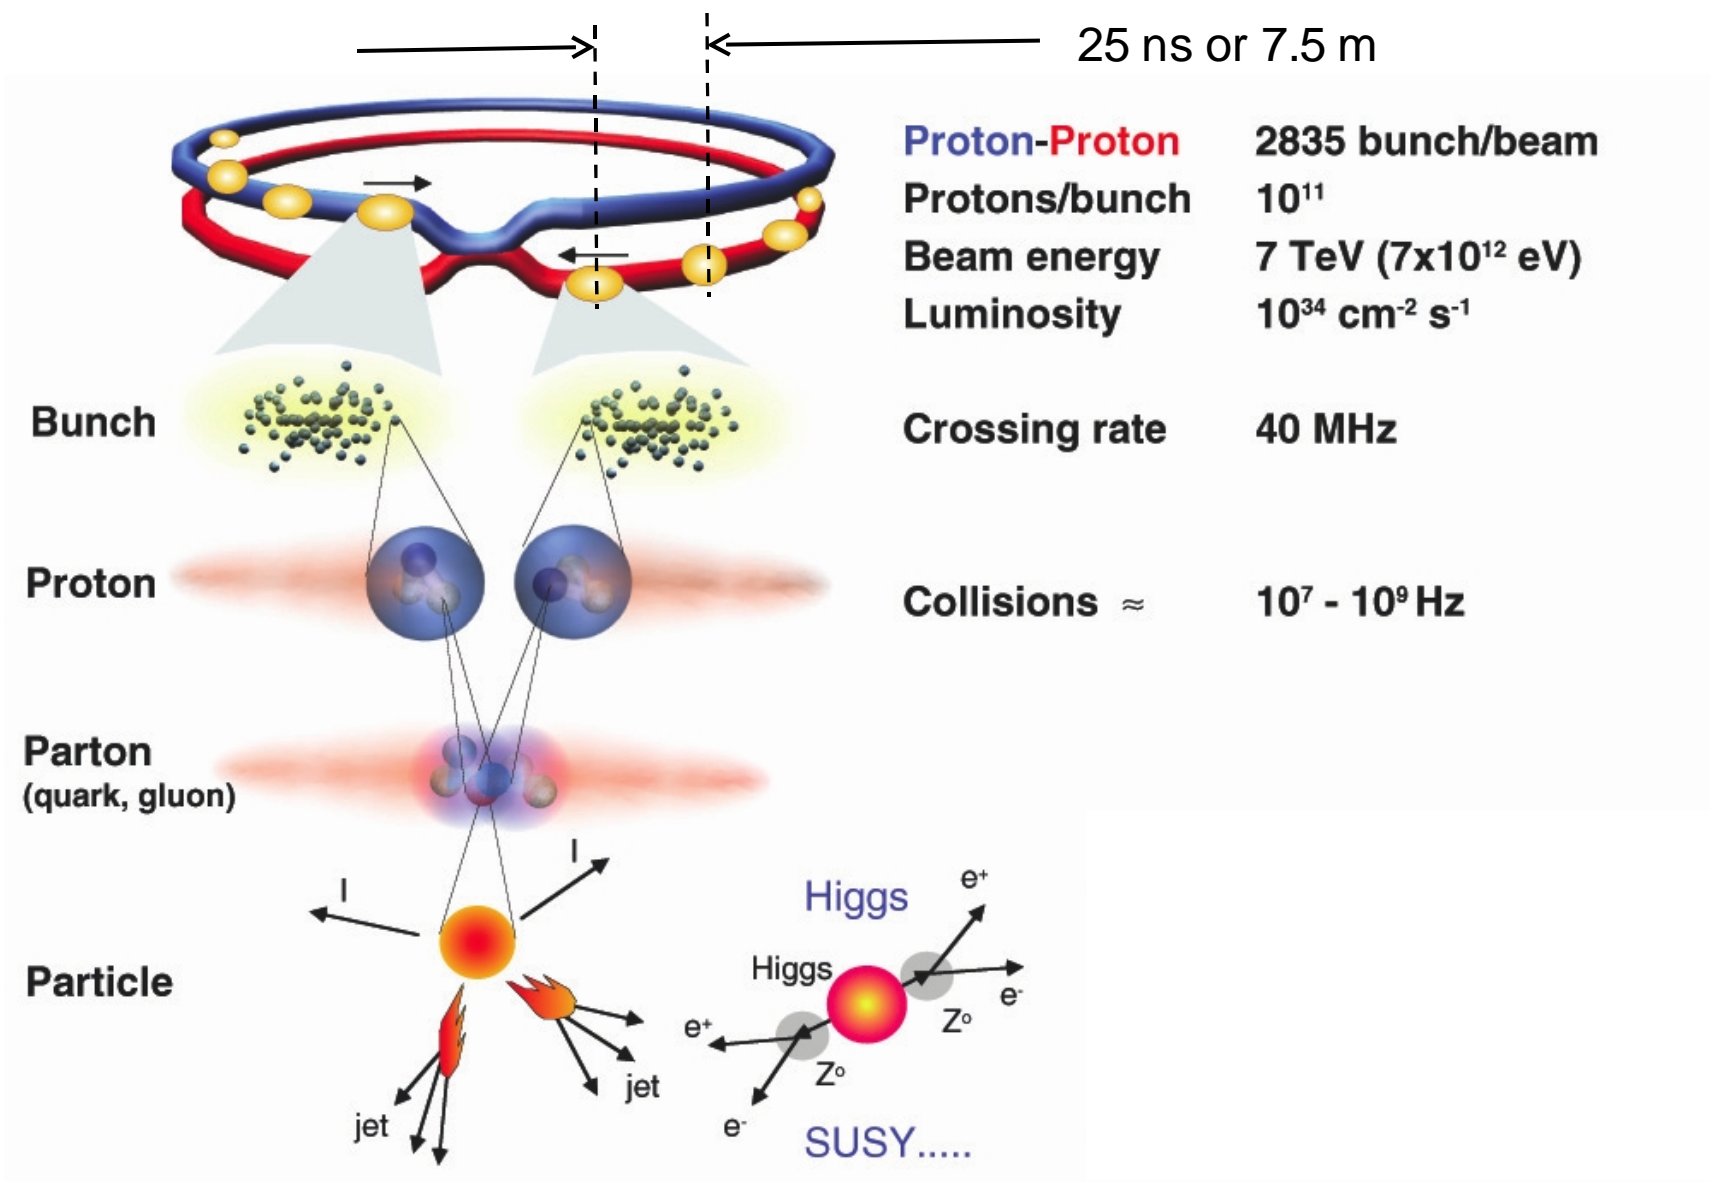 25 ns or 7.5 m
Proton-Proton 2835 bunch/beam
Protons/bunch 10¹¹
Beam energy 7 TeV (7x10¹² eV)
Luminosity 10³⁴ cm⁻² s⁻¹
Bunch
Crossing rate 40 MHz
Proton
Collisions ≈ 10⁷ - 10⁹ Hz
Parton
(quark, gluon)
l
l
Particle
jet
jet
Higgs
Higgs
e⁺
e⁻
Z⁰
e⁺
Z⁰
e⁻
SUSY.....